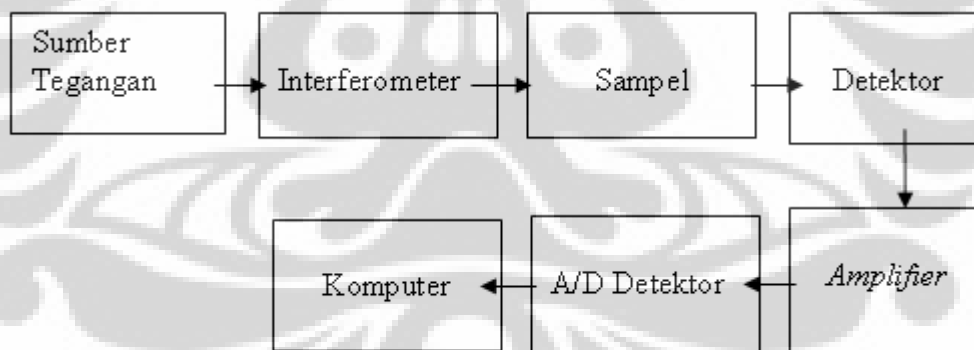 Sumber
Tegangan
Interferometer
Sampel
Detektor
Amplifier
A/D Detektor
Komputer